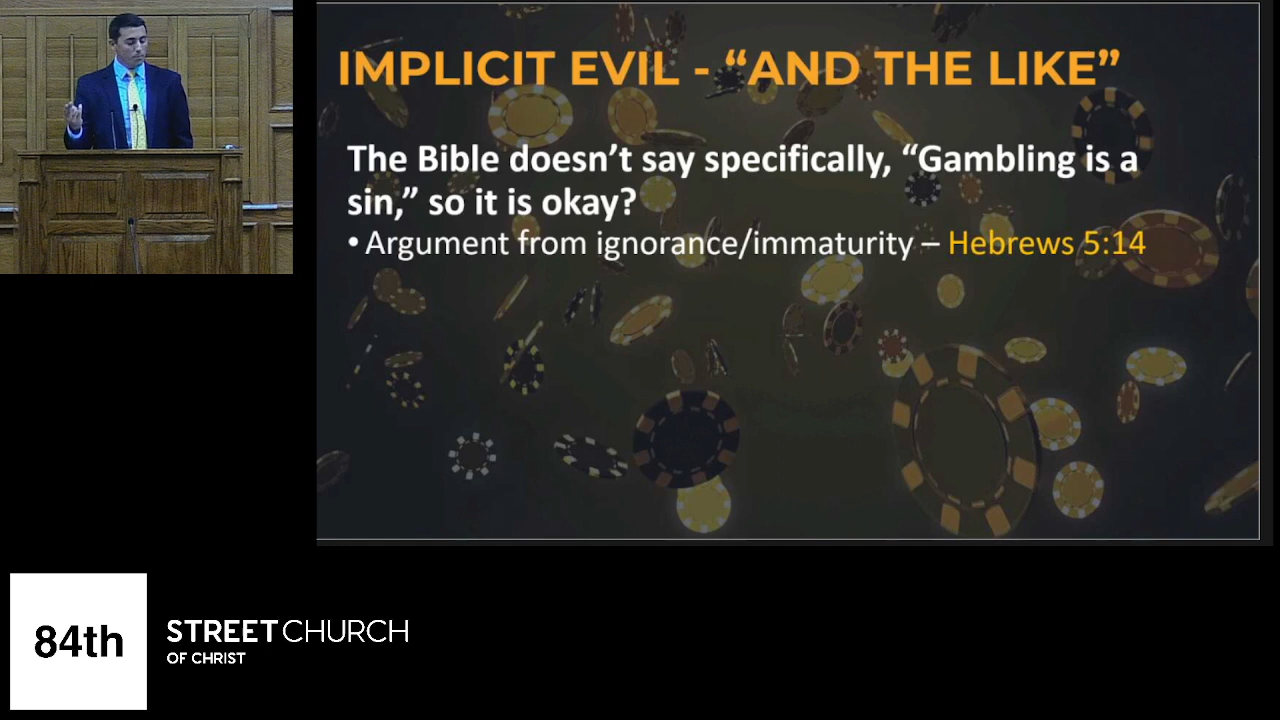 IMPLICIT EVIL - “AND THE LIKE”
The Bible doesn’t say specifically, “Gambling is a
sin,” so it is okay?
• Argument from ignorance/immaturity – Hebrews 5:14
84th
STREET CHURCH
OF CHRIST